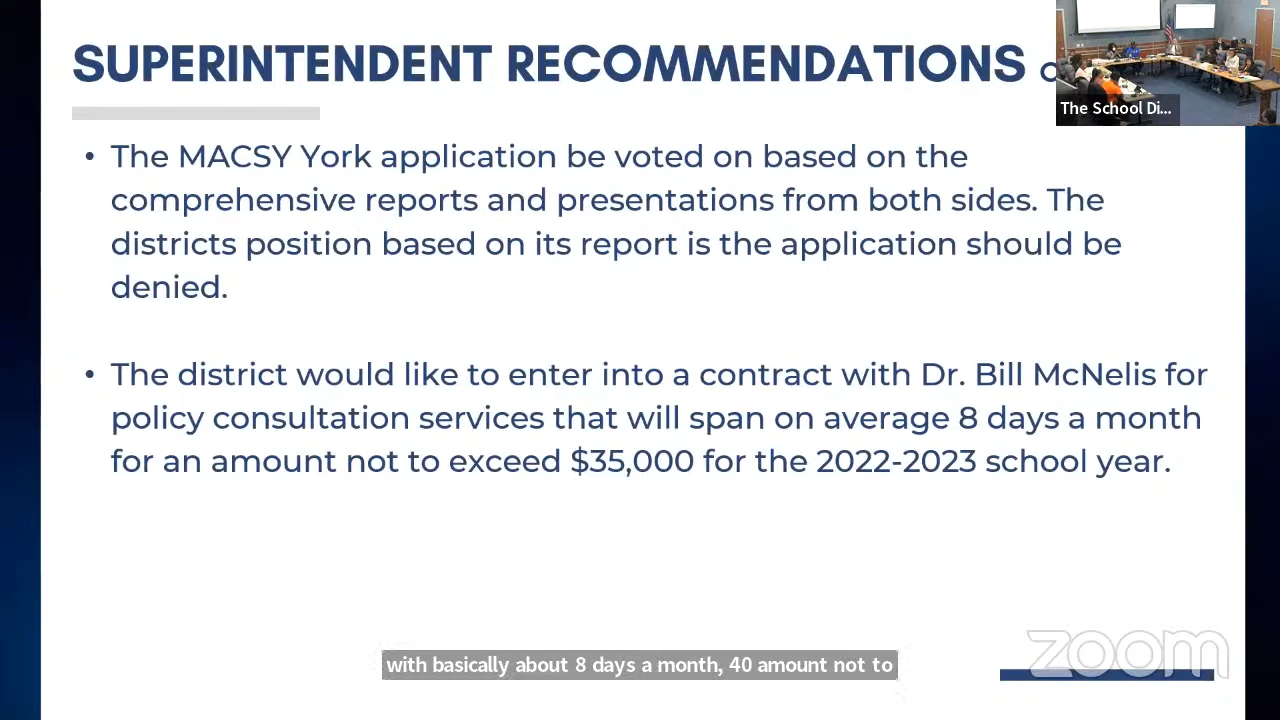 SUPERINTENDENT RECOMMENDATIONS
The School Di...
• The MACSY York application be voted on based on the
comprehensive reports and presentations from both sides. The
districts position based on its report is the application should be
denied.
• The district would like to enter into a contract with Dr. Bill McNelis for
policy consultation services that will span on average 8 days a month
for an amount not to exceed $35,000 for the 2022-2023 school year.
with basically about 8 days a month, 40 amount not to
zoom